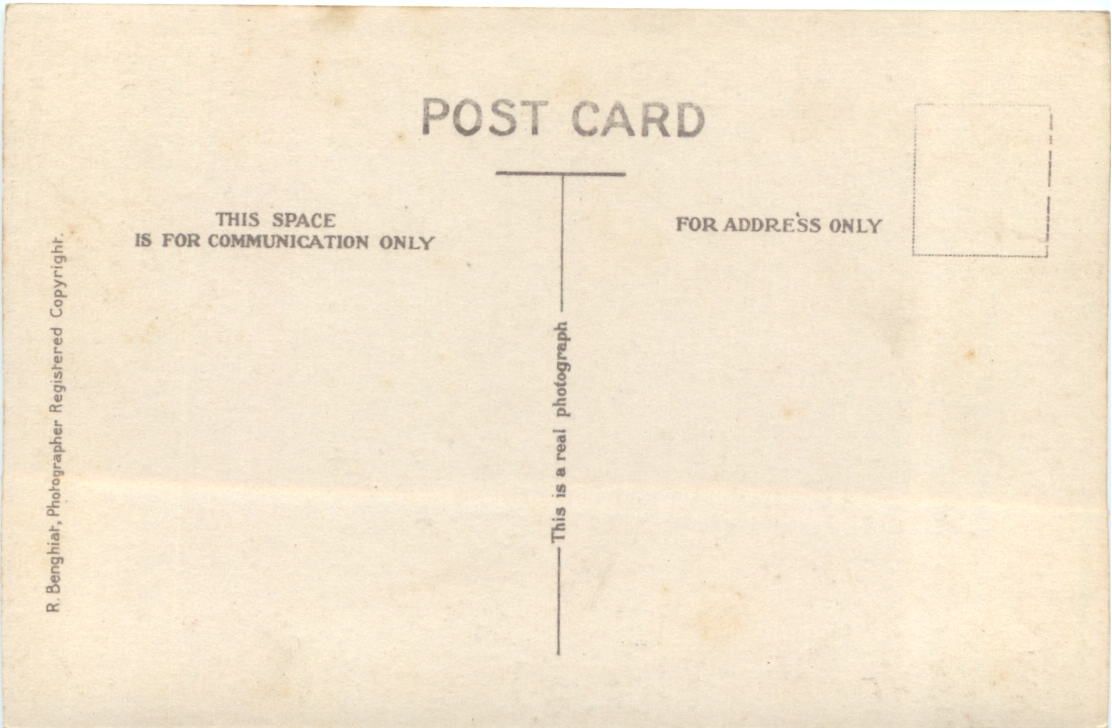 POST CARD
THIS SPACE
IS FOR COMMUNICATION ONLY
FOR ADDRESS ONLY
This is a real photograph
R. Benghiat, Photographer Registered Copyright.